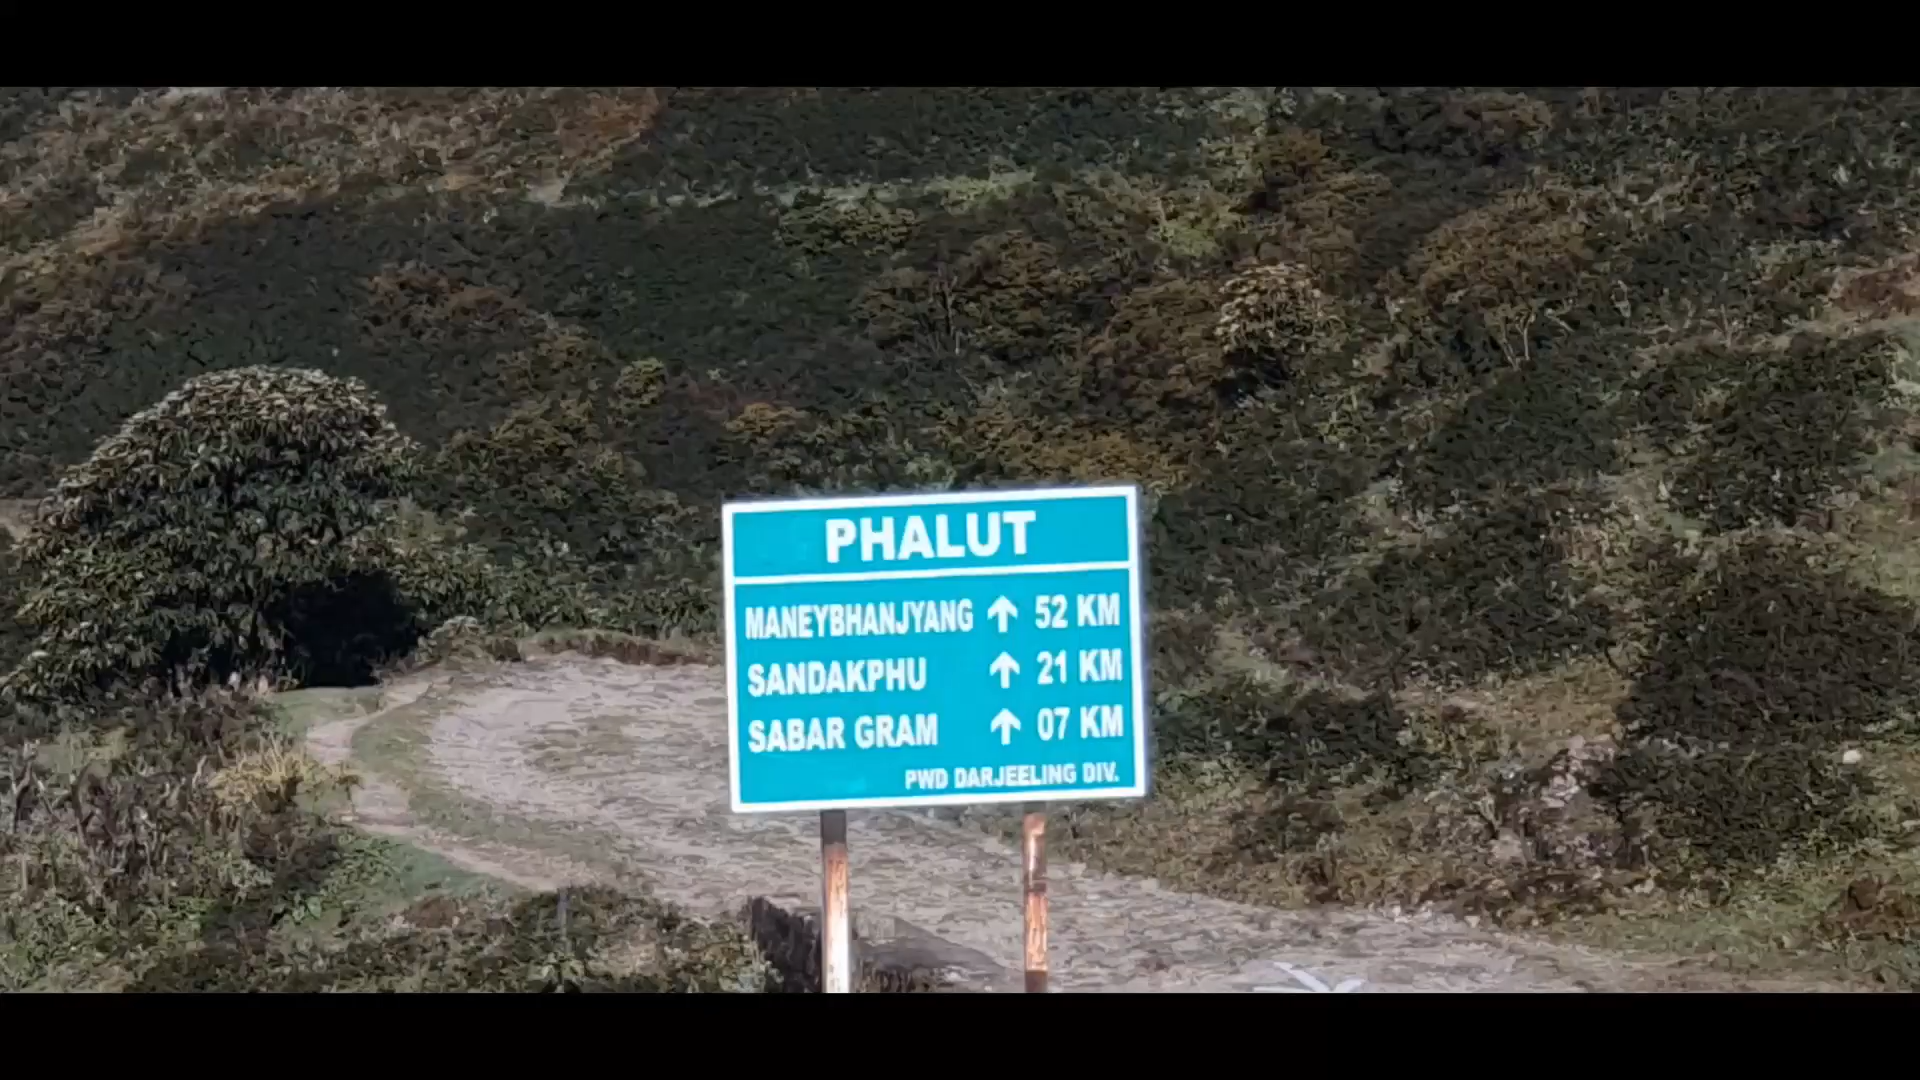 PHALUT
MANEYBHANJYANG ↑ 52 KM
SANDAKPHU ↑ 21 KM
SABAR GRAM ↑ 07 KM
PWD DARJEELING DIV.